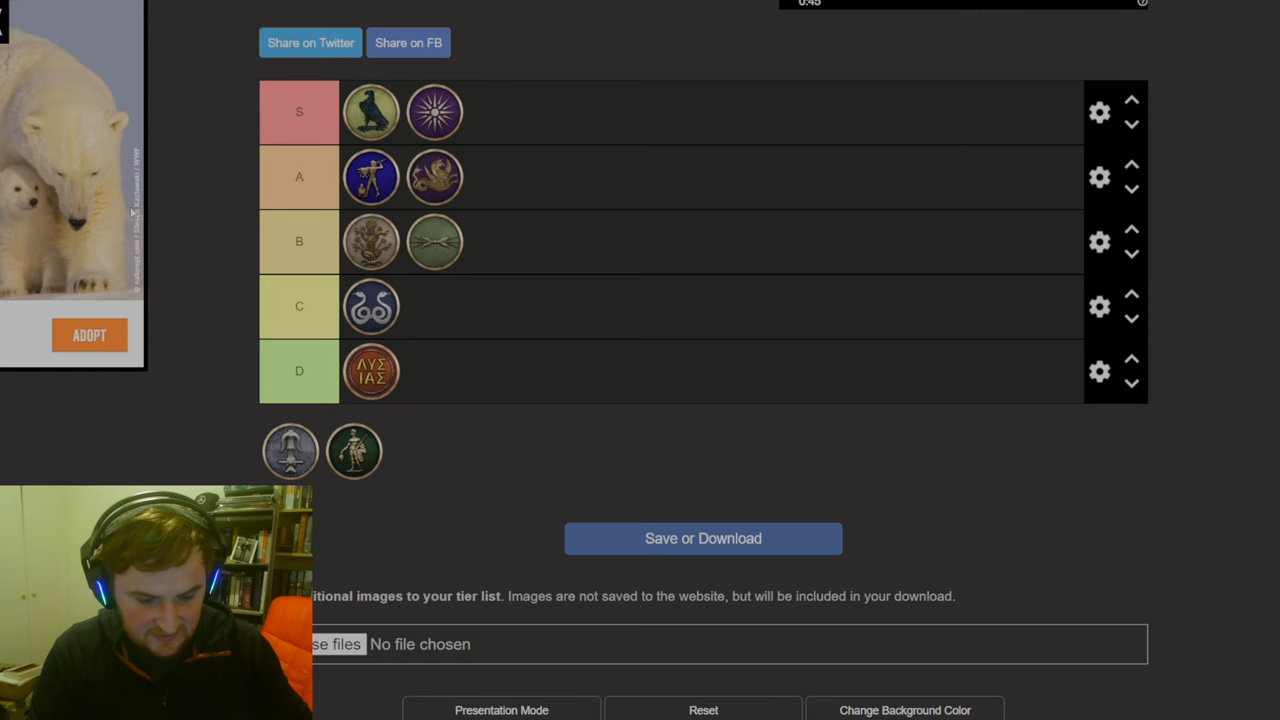 0:45
Share on Twitter
Share on FB
S
A
B
C
D
ΛΥΣ
ΙΑΣ
ADOPT
Save or Download
itional images to your tier list. Images are not saved to the website, but will be included in your download.
se files
No file chosen
Presentation Mode
Reset
Change Background Color